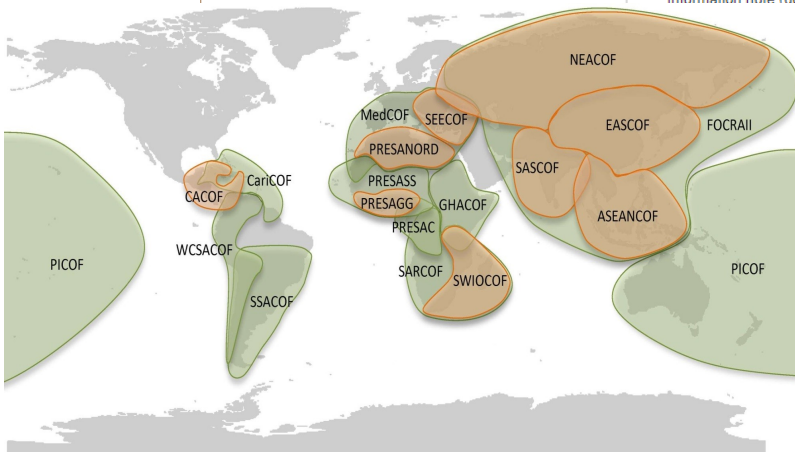 NEACOF
MedCOF
SEECOF
EASCOF
FOCRAII
PRESANORD
SASCOF
PRESASS
CariCOF
CACOF
PRESAGG
GHACOF
ASEANCOF
PRESAC
WCSACOF
PICOF
SARCOF
SWIOCOF
PICOF
SSACOF